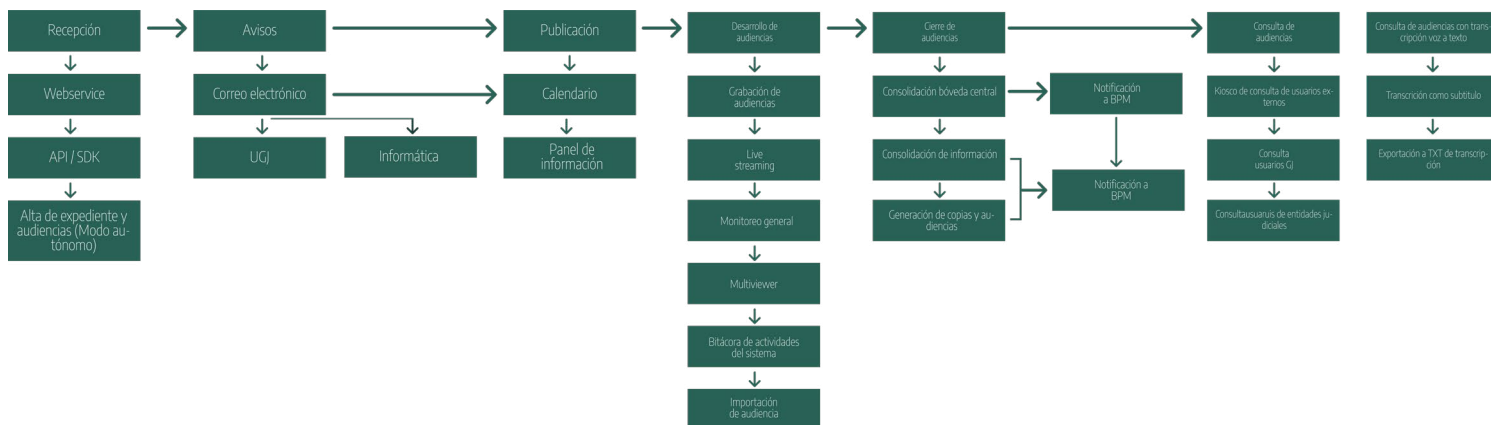 Recepción
Webservice
API / SDK
Alta de expediente y
audiencias (Modo au-
tónomo)
Avisos
Correo electrónico
UGJ
Informática
Publicación
Calendario
Panel de
información
Desarrollo de
audiencias
Grabación de
audiencias
Live
streaming
Monitoreo general
Multiviewer
Bitácora de actividades
del sistema
Importación
de audiencia
Cierre de
audiencias
Consolidación bóveda central
Consolidación de información
Generación de copias y au-
diencias
Notificación
a BPM
Notificación a
BPM
Consulta de
audiencias
Kiosco de consulta de usuarios ex-
ternos
Consulta
usuarios GJ
Consultausuaruis de entidades ju-
diciales
Consulta de audiencias con trans-
cripción voz a texto
Transcrición como subtitulo
Exportación a TXT de transcrip-
ción